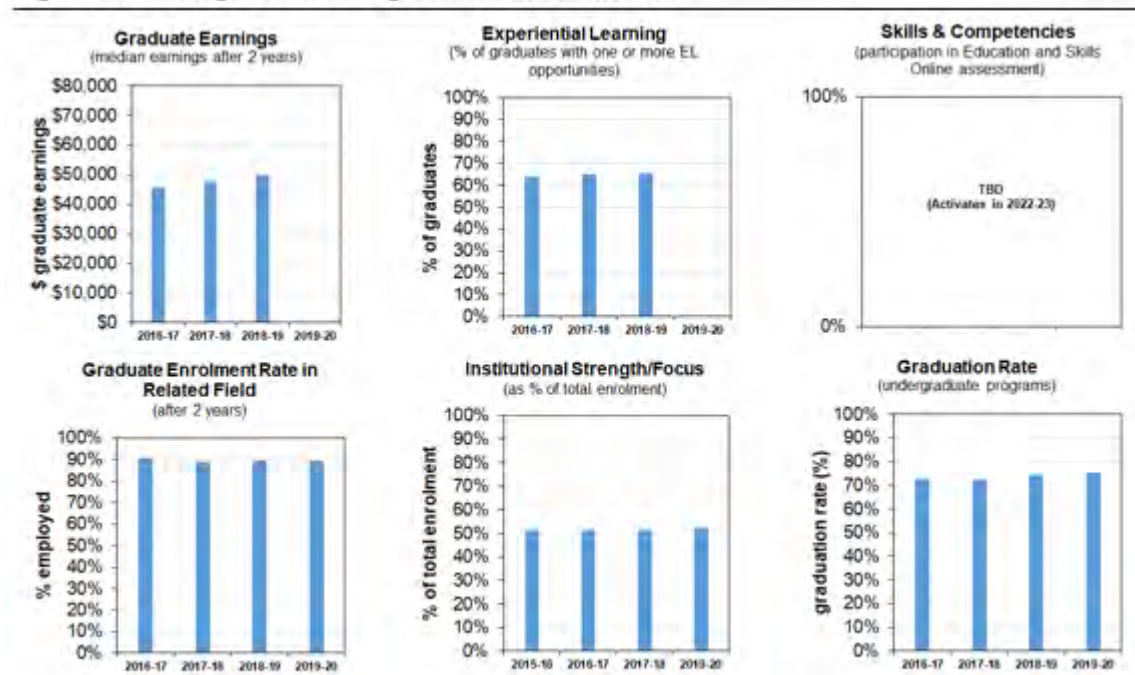 Graduate Earnings
(median earnings after 2 years)
$ graduate earnings
$80,000
$70,000
$60,000
$50,000
$40,000
$30,000
$20,000
$10,000
$0
2016-17 2017-18 2018-19 2019-20
Experiential Learning
(% of graduates with one or more EL
opportunities)
% of graduates
100%
90%
80%
70%
60%
50%
40%
30%
20%
10%
0%
2016-17 2017-18 2018-19 2019-20
Skills & Competencies
(participation in Education and Skills
Online assessment)
100%
TBD
(Activates in 2022-23)
0%
Graduate Enrolment Rate in
Related Field
(after 2 years)
% employed
100%
90%
80%
70%
60%
50%
40%
30%
20%
10%
0%
2016-17 2017-18 2018-19 2019-20
Institutional Strength/Focus
(as % of total enrolment)
% of total enrolment
100%
90%
80%
70%
60%
50%
40%
30%
20%
10%
0%
2015-16 2016-17 2017-18 2019-20
Graduation Rate
(undergraduate programs)
graduation rate (%)
100%
90%
80%
70%
60%
50%
40%
30%
20%
10%
0%
2016-17 2017-18 2018-19 2019-20